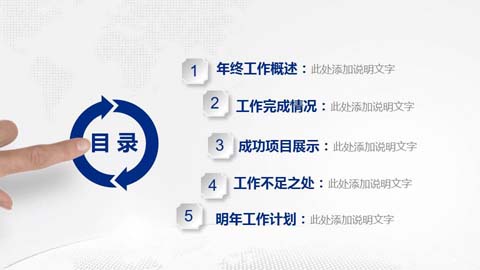 目录
1 年终工作概述：此处添加说明文字
2 工作完成情况：此处添加说明文字
3 成功项目展示：此处添加说明文字
4 工作不足之处：此处添加说明文字
5 明年工作计划：此处添加说明文字